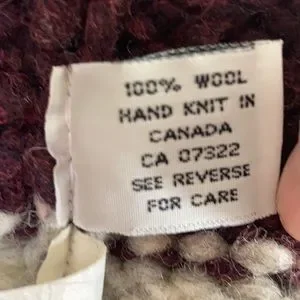 100% WOOL
HAND KNIT IN
CANADA
CA 07322
SEE REVERSE
FOR CARE